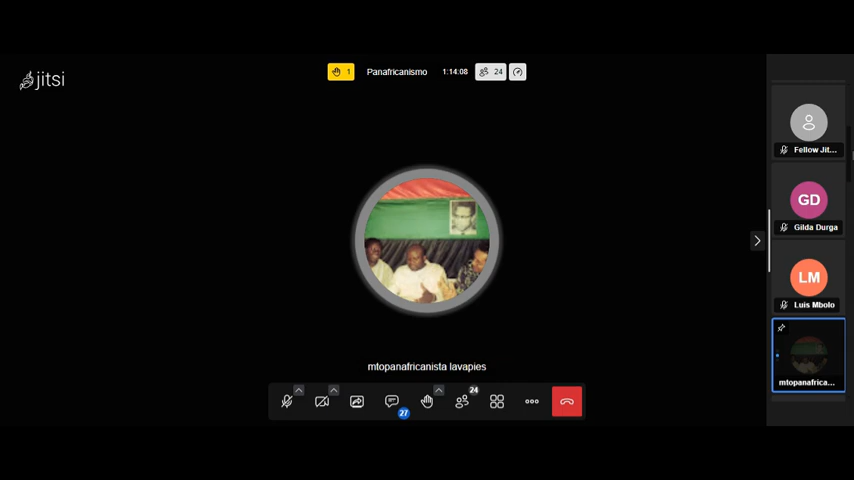 jitsi
1
Panafricanismo
1:14:08
24
Fellow Jit...
GD
Gilda Durga
LM
Luis Mbolo
mtopanafrica...
mtopanafricanista lavapies
24
27